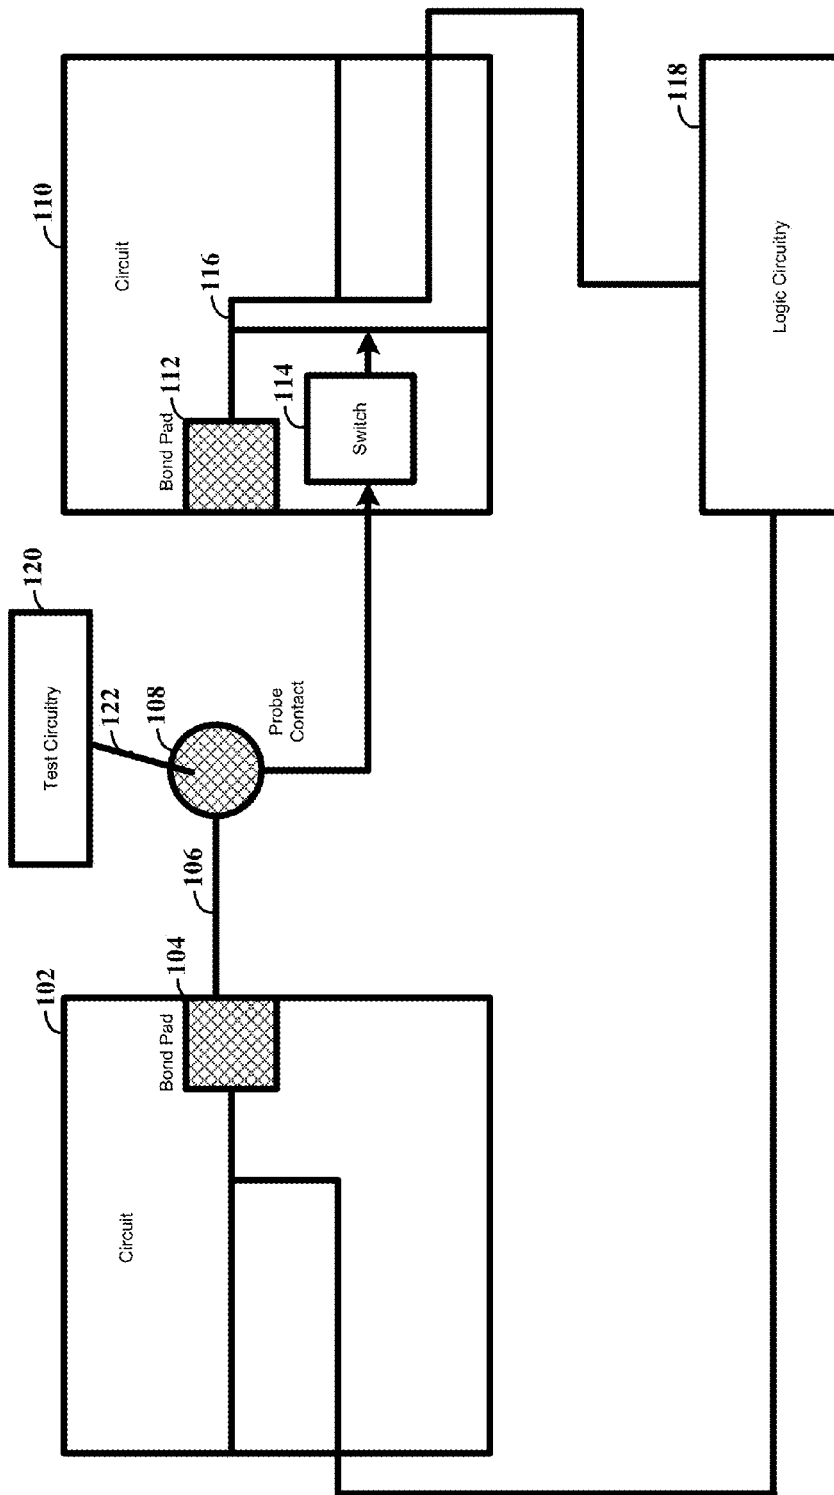 102
Circuit
Bond Pad
104
106
Test Circuitry
120
122
108
Probe
Contact
110
Circuit
Bond Pad
112
116
114
Switch
118
Logic Circuitry